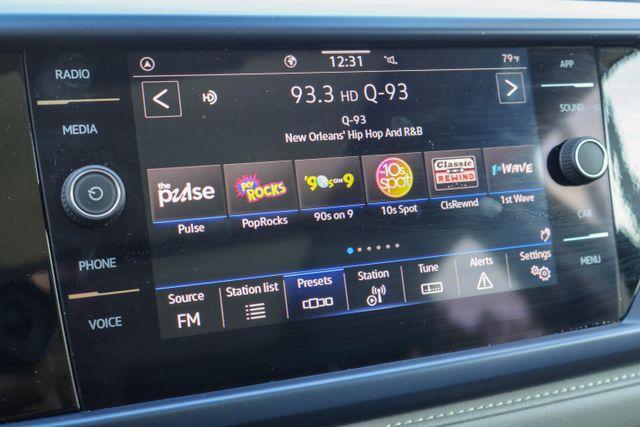 RADIO
MEDIA
PHONE
VOICE
12:31
79°F
< HD 93.3 HD Q-93 >
Q-93
New Orleans' Hip Hop And R&B
the pulse
POP ROCKS
'90s on 9
10s spot
Classic REWIND
1st WAVE
Pulse
PopRocks
90s on 9
10s Spot
ClsRewnd
1st Wave
Source
FM
Station list
Presets
Station
Tune
Alerts
Settings
APP
SOUND
CAR
MENU